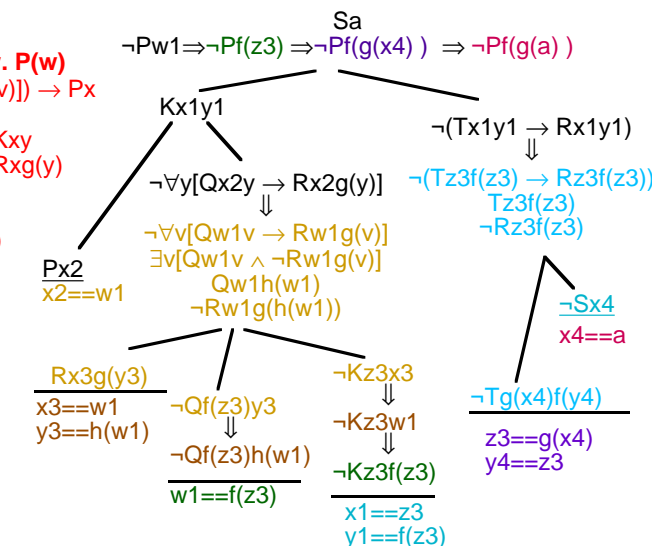 Sa
¬Pw1⇒¬Pf(z3) ⇒¬Pf(g(x4) ) ⇒ ¬Pf(g(a) )
. P(w)
v)]) → Px
Kxy
Rxg(y)
)
Kx1y1
¬(Tx1y1 → Rx1y1)
⇓
¬∀y[Qx2y → Rx2g(y)]
⇓
¬(Tz3f(z3) → Rz3f(z3))
Tz3f(z3)
¬Rz3f(z3)
¬∀v[Qw1v → Rw1g(v)]
∃v[Qw1v ∧ ¬Rw1g(v)]
Qw1h(w1)
¬Rw1g(h(w1))
Px2
x2==w1
¬Sx4
x4==a
Rx3g(y3)
x3==w1
y3==h(w1)
¬Qf(z3)y3
⇓
¬Qf(z3)h(w1)
w1==f(z3)
¬Kz3x3
⇓
¬Kz3w1
⇓
¬Kz3f(z3)
x1==z3
y1==f(z3)
¬Tg(x4)f(y4)
z3==g(x4)
y4==z3